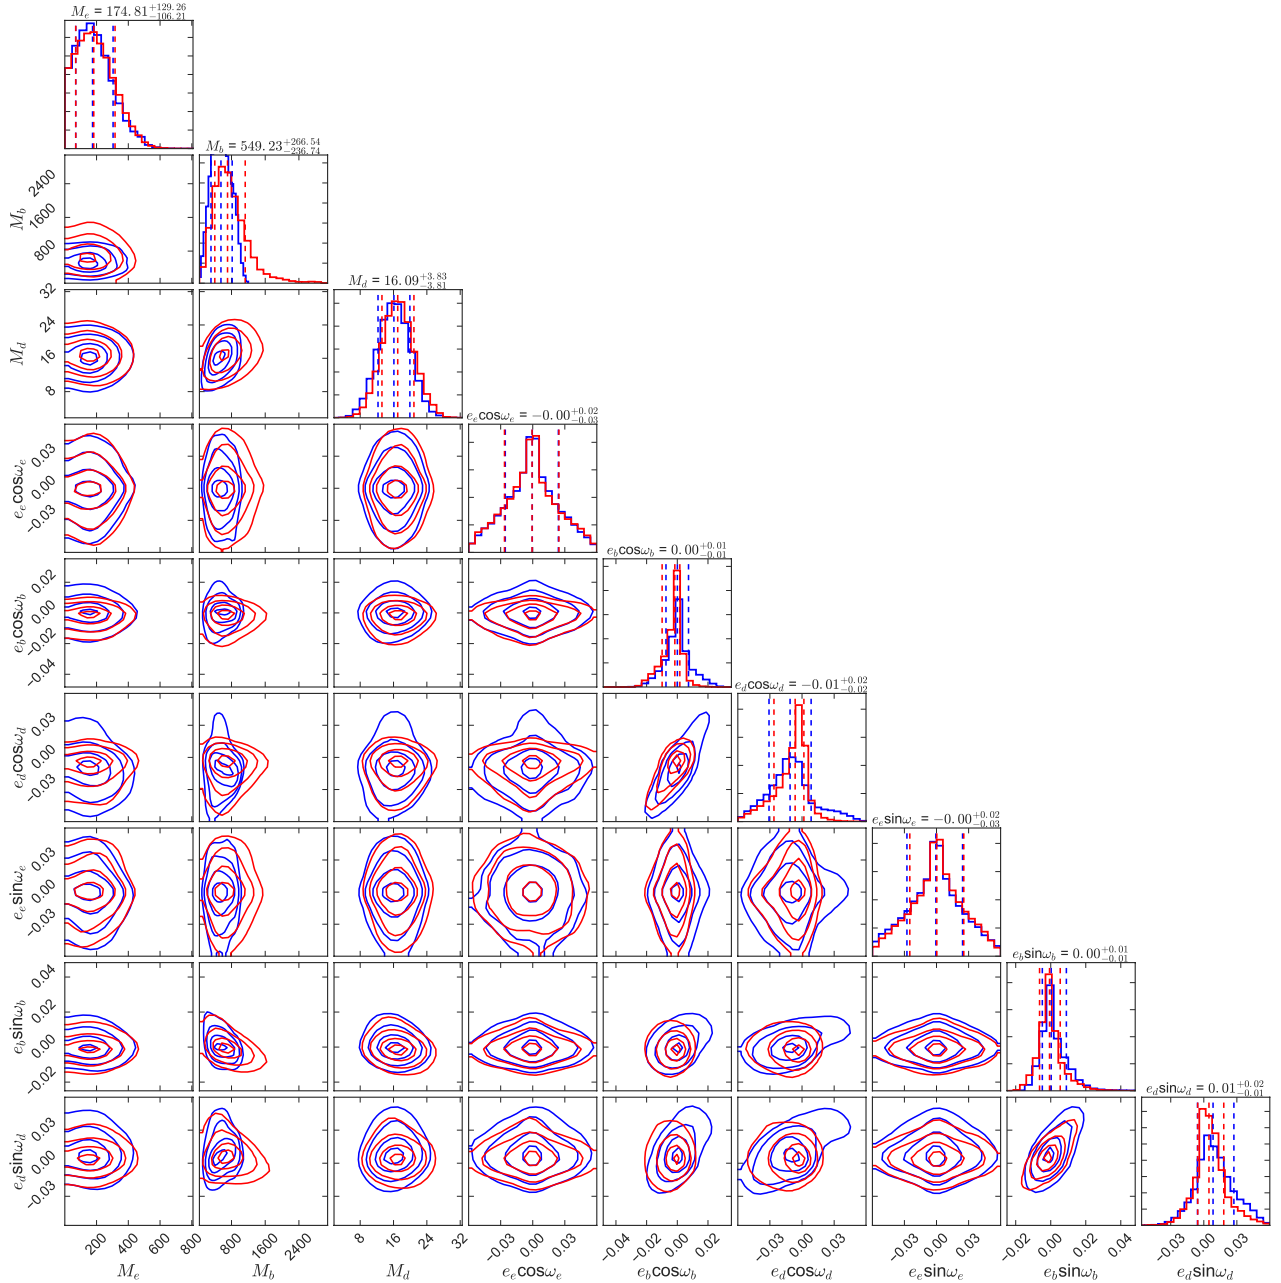 M_e = 174.81^{+129.26}_{-106.21}
M_b = 549.23^{+266.54}_{-236.74}
2400
1600
800
M_b
M_d = 16.09^{+3.83}_{-3.81}
32
24
16
8
M_d
e_e cosω_e = −0.00^{+0.02}_{-0.03}
0.03
0.00
−0.03
e_e cosω_e
e_b cosω_b = 0.00^{+0.01}_{-0.01}
0.02
0.00
−0.02
−0.04
e_b cosω_b
e_d cosω_d = −0.01^{+0.02}_{-0.02}
0.03
0.00
−0.03
e_d cosω_d
e_e sinω_e = −0.00^{+0.02}_{-0.03}
0.03
0.00
−0.03
e_e sinω_e
e_b sinω_b = 0.00^{+0.01}_{-0.01}
0.04
0.02
0.00
−0.02
e_b sinω_b
e_d sinω_d = 0.01^{+0.02}_{-0.01}
0.03
0.00
−0.03
e_d sinω_d
200 400 600 800 800 1600 2400 8 16 24 32 −0.03 0.00 0.03 −0.04 −0.02 0.00 0.02 −0.03 0.00 0.03 −0.03 0.00 0.03 −0.02 0.00 0.02 0.04 −0.03 0.00 0.03
M_e M_b M_d e_e cosω_e e_b cosω_b e_d cosω_d e_e sinω_e e_b sinω_b e_d sinω_d